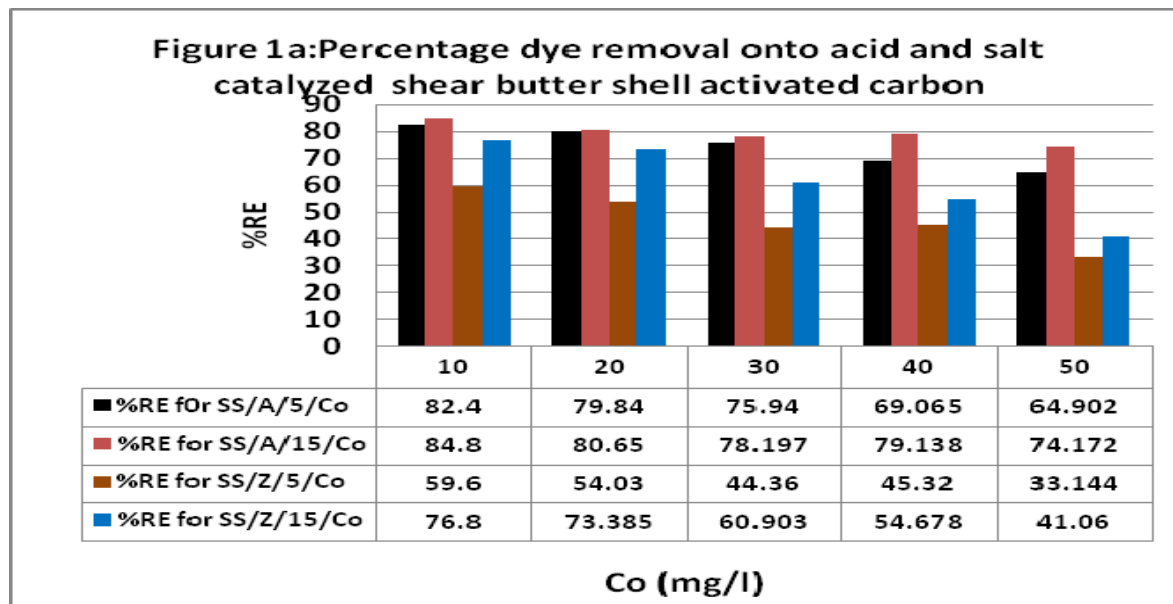 Figure 1a:Percentage dye removal onto acid and salt
catalyzed shear butter shell activated carbon
90
80
70
60
50
40
30
20
10
0
%RE
10 20 30 40 50
%RE f0r SS/A/5/Co 82.4 79.84 75.94 69.065 64.902
%RE for SS/A/15/Co 84.8 80.65 78.197 79.138 74.172
%RE for SS/Z/5/Co 59.6 54.03 44.36 45.32 33.144
%RE for SS/Z/15/Co 76.8 73.385 60.903 54.678 41.06
Co (mg/l)